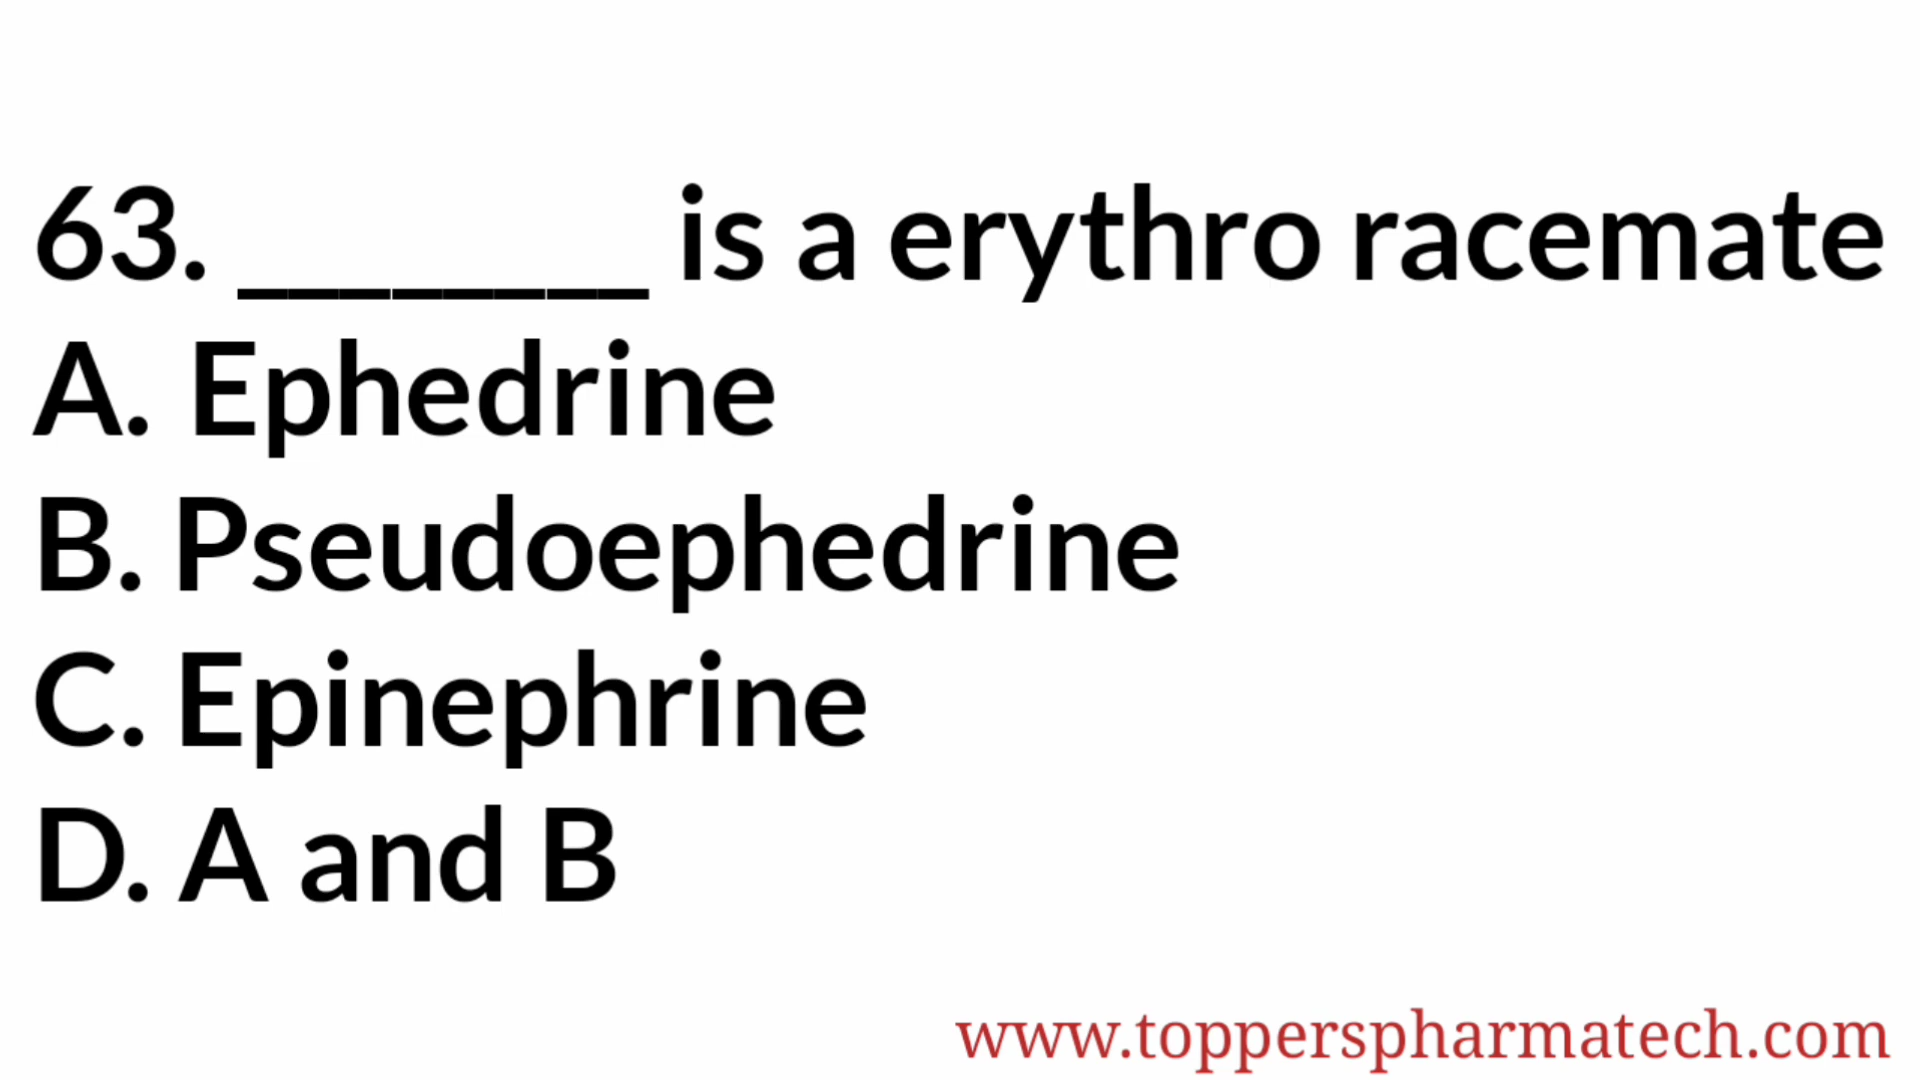 63. ________ is a erythro racemate
A. Ephedrine
B. Pseudoephedrine
C. Epinephrine
D. A and B
www.topperspharmatech.com